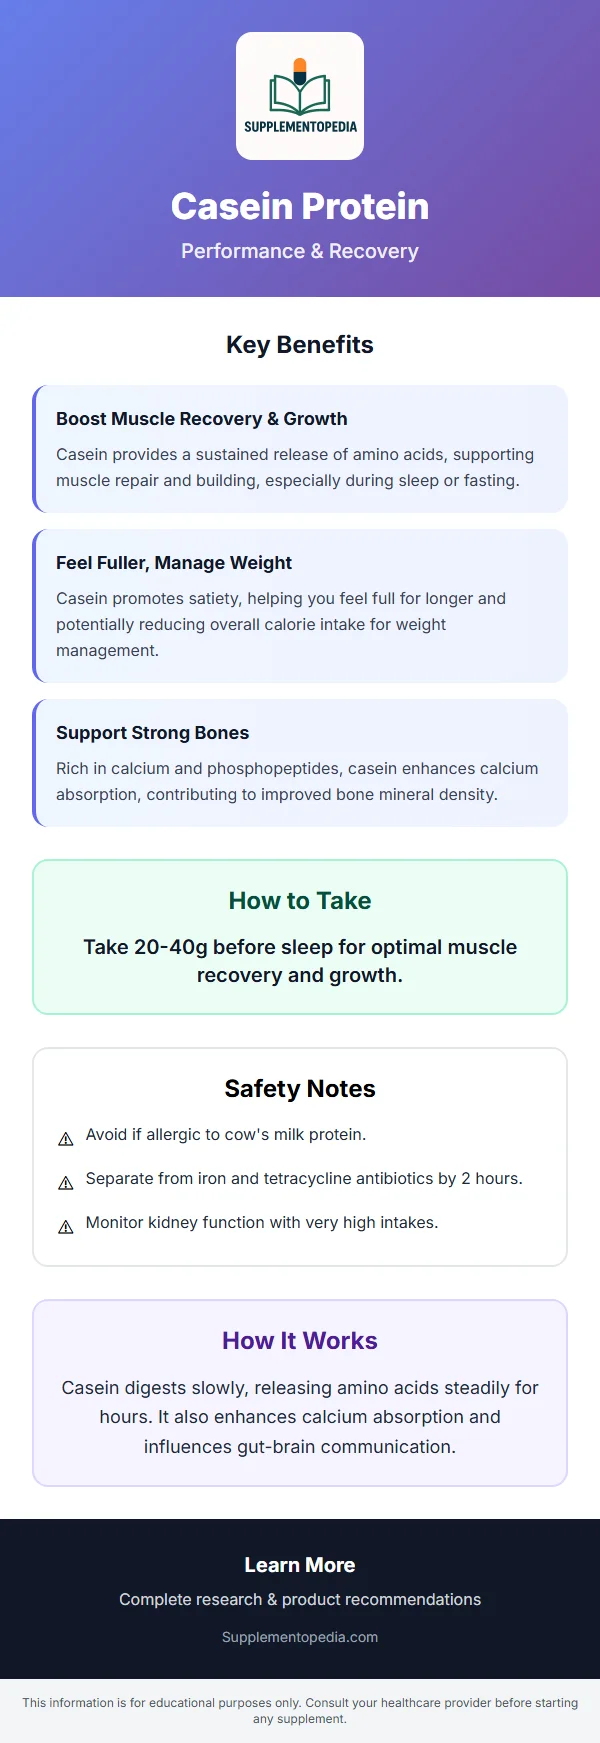 SUPPLEMENTOPEDIA
Casein Protein
Performance & Recovery
Key Benefits
Boost Muscle Recovery & Growth
Casein provides a sustained release of amino acids, supporting
muscle repair and building, especially during sleep or fasting.
Feel Fuller, Manage Weight
Casein promotes satiety, helping you feel full for longer and
potentially reducing overall calorie intake for weight
management.
Support Strong Bones
Rich in calcium and phosphopeptides, casein enhances calcium
absorption, contributing to improved bone mineral density.
How to Take
Take 20-40g before sleep for optimal muscle
recovery and growth.
Safety Notes
⚠ Avoid if allergic to cow's milk protein.
⚠ Separate from iron and tetracycline antibiotics by 2 hours.
⚠ Monitor kidney function with very high intakes.
How It Works
Casein digests slowly, releasing amino acids steadily for
hours. It also enhances calcium absorption and
influences gut-brain communication.
Learn More
Complete research & product recommendations
Supplementopedia.com
This information is for educational purposes only. Consult your healthcare provider before starting
any supplement.